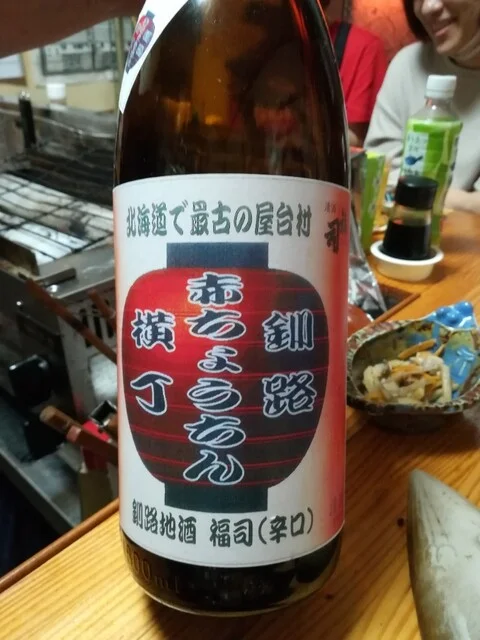 北海道で最古の屋台村
釧路
赤ちょうちん
横丁
釧路地酒 福司(辛口)
司